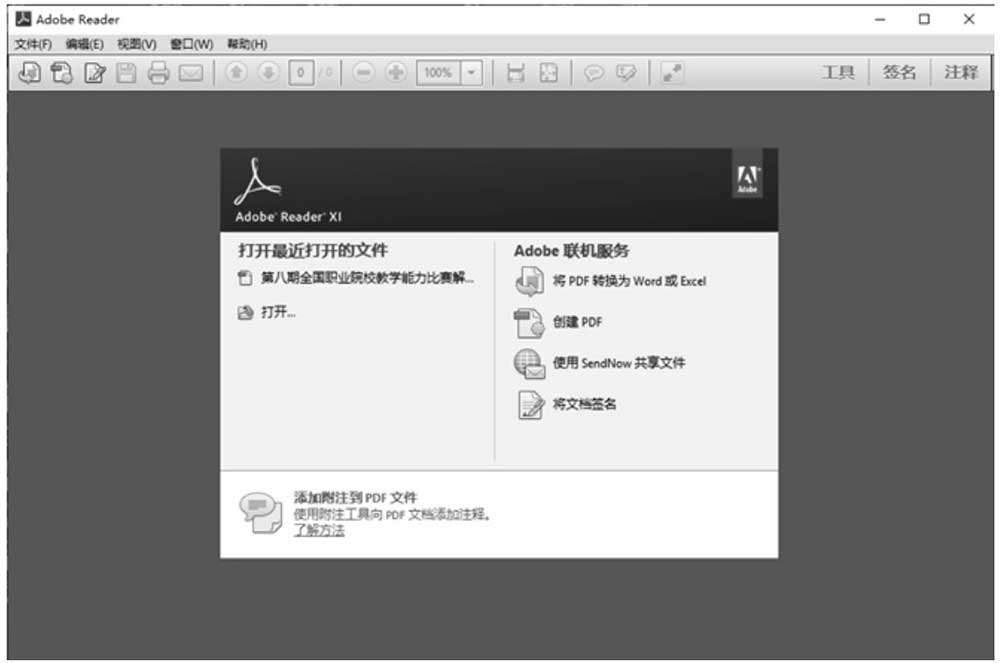 Adobe Reader
文件(F) 编辑(E) 视图(V) 窗口(W) 帮助(H)
0 / 0 100% 工具 签名 注释
Adobe
Adobe® Reader® XI
打开最近打开的文件
第八期全国职业院校教学能力比赛解...
打开...
Adobe 联机服务
将 PDF 转换为 Word 或 Excel
创建 PDF
使用 SendNow 共享文件
将文档签名
添加附注到 PDF 文件
使用附注工具向 PDF 文档添加注释。
了解方法